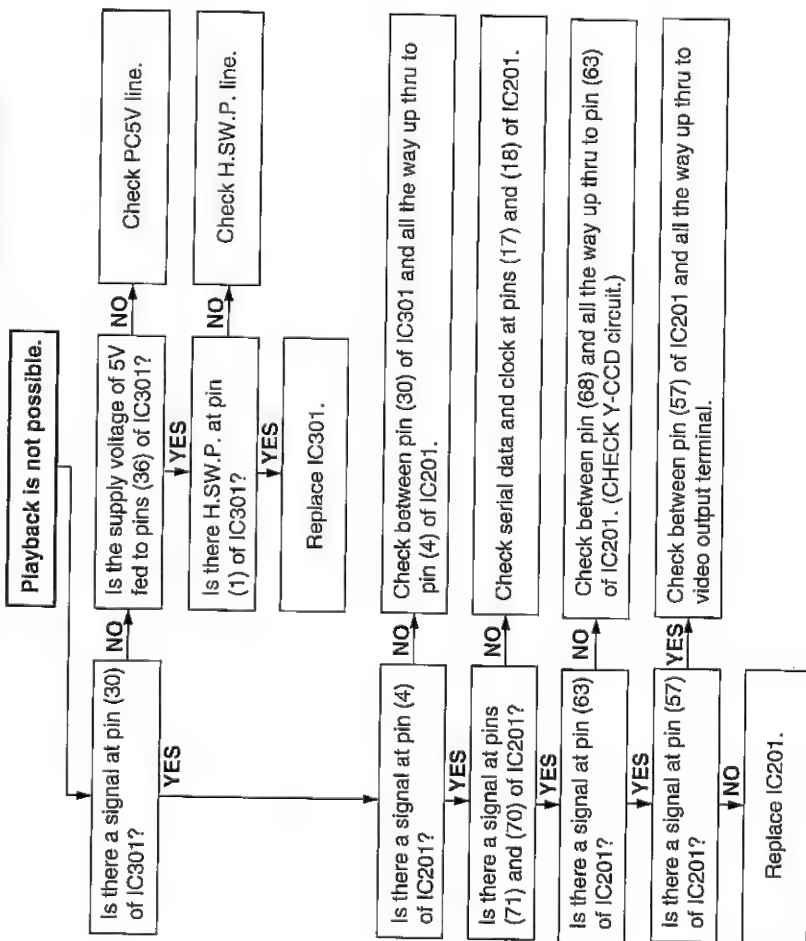 Playback is not possible.
Is there a signal at pin (30)
of IC301?
NO
Is the supply voltage of 5V
fed to pins (36) of IC301?
NO
Check PC5V line.
YES
Is there H.SW.P. at pin
(1) of IC301?
NO
Check H.SW.P. line.
YES
Replace IC301.
YES
Is there a signal at pin (4)
of IC201?
NO
Check between pin (30) of IC301 and all the way up thru to
pin (4) of IC201.
YES
Is there a signal at pins
(71) and (70) of IC201?
NO
Check serial data and clock at pins (17) and (18) of IC201.
YES
Is there a signal at pin (63)
of IC201?
NO
Check between pin (68) and all the way up thru to pin (63)
of IC201. (CHECK Y-CCD circuit.)
YES
Is there a signal at pin (57)
of IC201?
YES
Check between pin (57) of IC201 and all the way up thru to
video output terminal.
NO
Replace IC201.